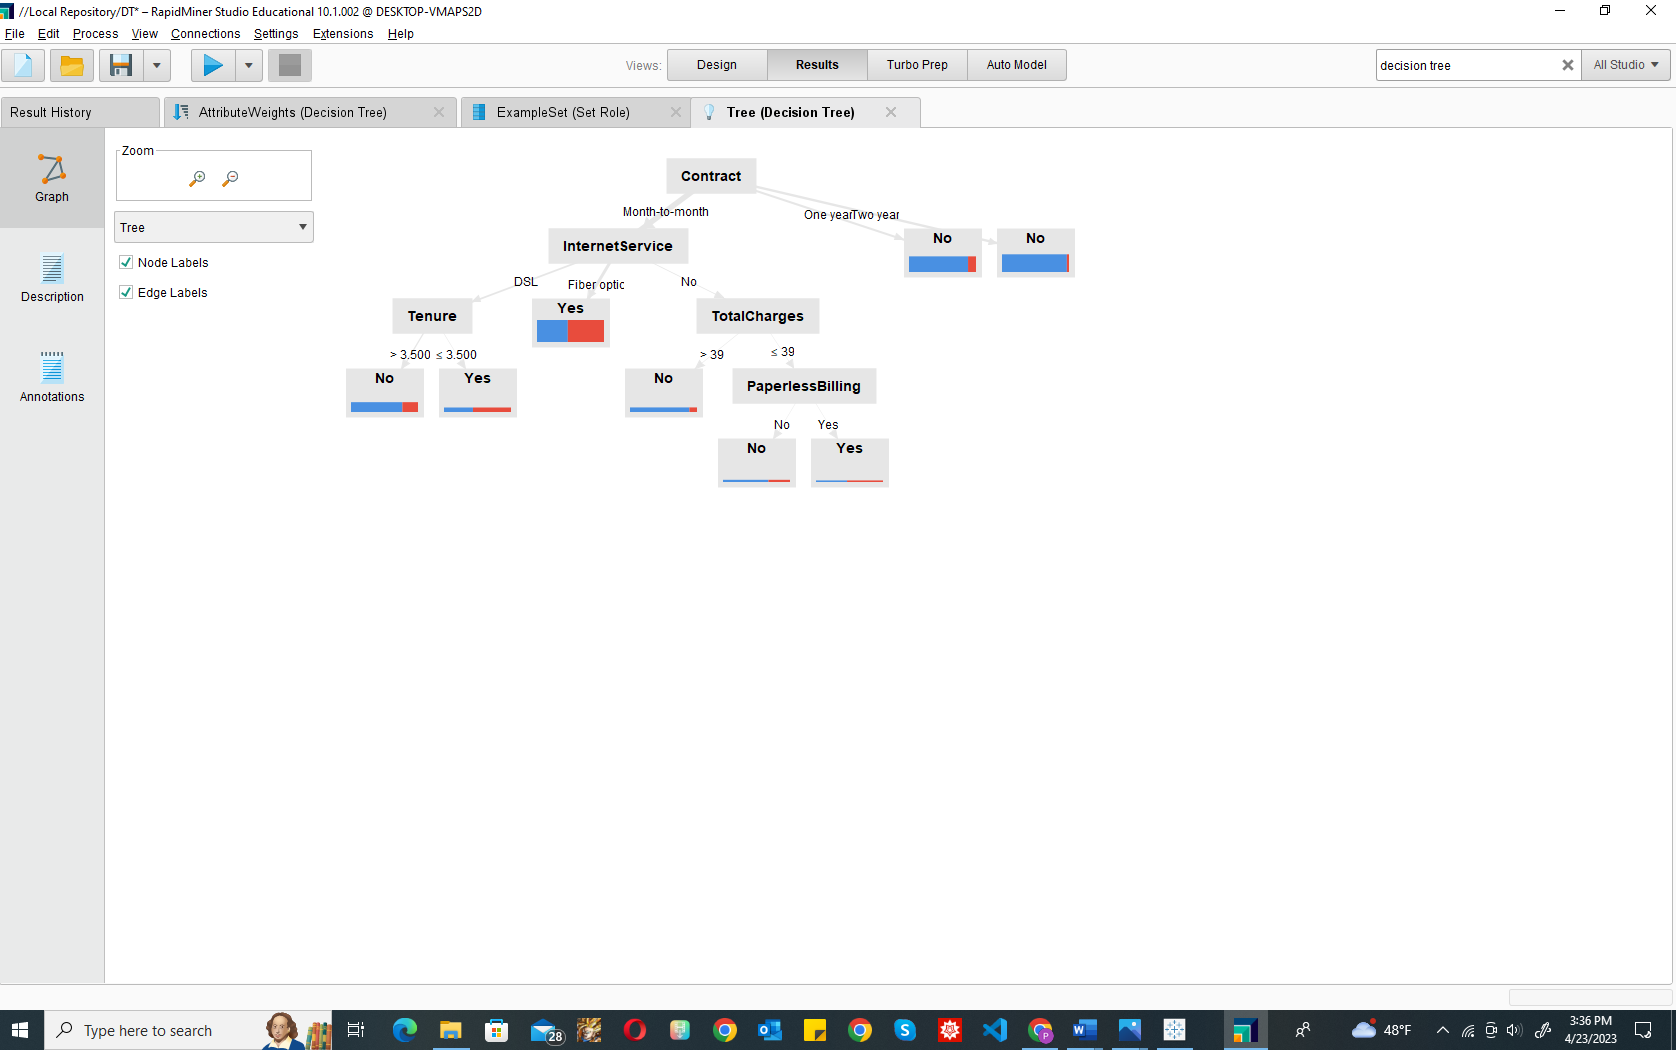 //Local Repository/DT* – RapidMiner Studio Educational 10.1.002 @ DESKTOP-VMAPS2D
File Edit Process View Connections Settings Extensions Help
Views: Design Results Turbo Prep Auto Model decision tree All Studio
Result History AttributeWeights (Decision Tree) ExampleSet (Set Role) Tree (Decision Tree)
Zoom
Graph
Tree
Node Labels
Edge Labels
Description
Annotations
Contract
Month-to-month One year Two year
InternetService No No
DSL Fiber optic No
Tenure Yes TotalCharges
> 3.500 ≤ 3.500 > 39 ≤ 39
No Yes No PaperlessBilling
No Yes
No Yes
Type here to search 28 48°F 3:36 PM
4/23/2023